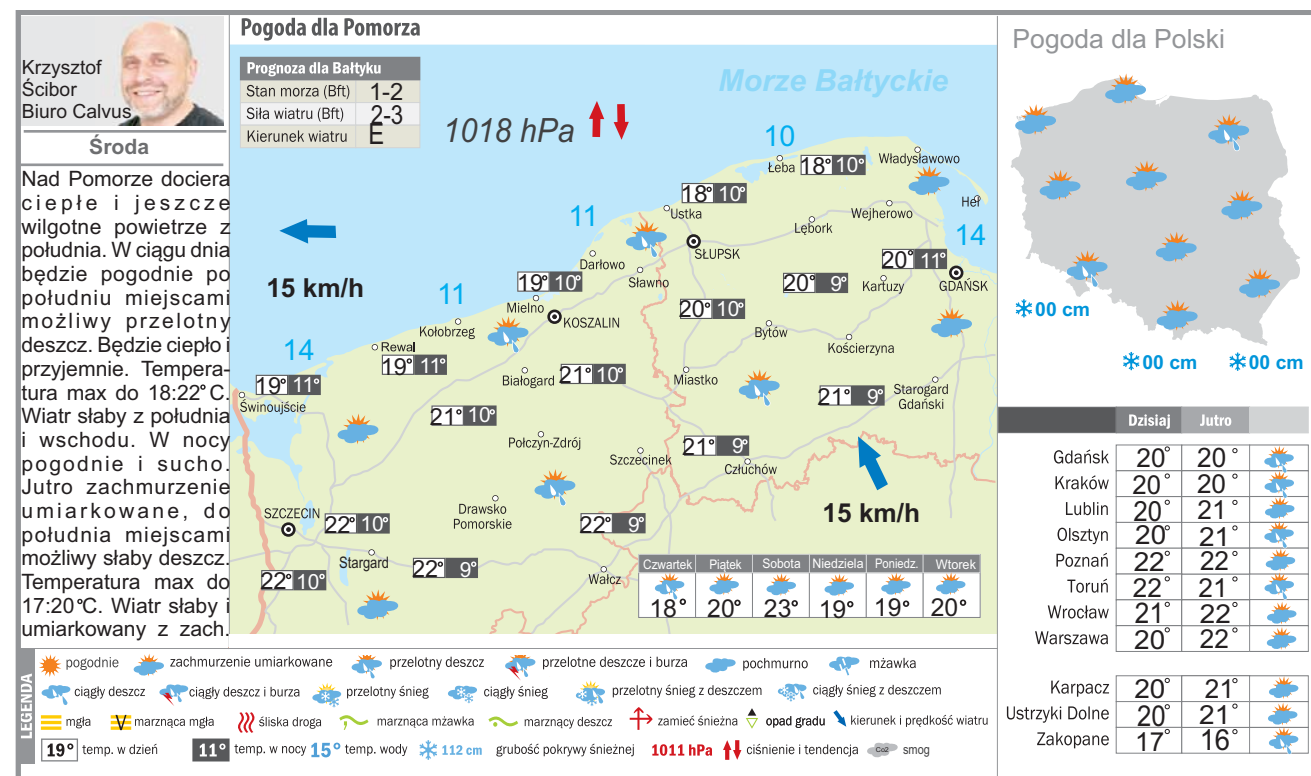 Krzysztof
Ścibor
Biuro Calvus
Środa
Nad Pomorze dociera
ciepłe i jeszcze
wilgotne powietrze z
południa. W ciągu dnia
będzie pogodnie po
południu miejscami
możliwy przelotny
deszcz. Będzie ciepło i
przyjemnie. Tempera-
tura max do 18:22°C.
Wiatr słaby z południa
i wschodu. W nocy
pogodnie i sucho.
Jutro zachmurzenie
umiarkowane, do
południa miejscami
możliwy słaby deszcz.
Temperatura max do
17:20°C. Wiatr słaby i
umiarkowany z zach.
Pogoda dla Pomorza
Prognoza dla Bałtyku
Stan morza (Bft) 1-2
Siła wiatru (Bft) 2-3
Kierunek wiatru E
1018 hPa
Morze Bałtyckie
10
Łeba 18° 10°
Władysławowo
18° 10°
Ustka
Hel
Wejherowo
Lębork
11
14
SŁUPSK
Darłowo
20° 11°
15 km/h
19° 10°
Sławno
20° 9°
Kartuzy
GDAŃSK
11
Mielno
KOSZALIN
20° 10°
Bytów
Kołobrzeg
Kościerzyna
14
Rewal
19° 11°
Białogard
21° 10°
Miastko
19° 11°
Świnoujście
21° 9°
Starogard
Gdański
21° 10°
Połczyn-Zdrój
21° 9°
Szczecinek
Człuchów
SZCZECIN
22° 10°
Drawsko
Pomorskie
22° 9°
15 km/h
Stargard
22° 9°
22° 10°
Wałcz
Czwartek Piątek Sobota Niedziela Poniedz. Wtorek
18° 20° 23° 19° 19° 20°
Pogoda dla Polski
00 cm
00 cm
00 cm
Dzisiaj Jutro
Gdańsk 20° 20°
Kraków 20° 20°
Lublin 20° 21°
Olsztyn 20° 21°
Poznań 22° 22°
Toruń 22° 21°
Wrocław 21° 22°
Warszawa 20° 22°
Karpacz 20° 21°
Ustrzyki Dolne 20° 21°
Zakopane 17° 16°
LEGENDA
pogodnie zachmurzenie umiarkowane przelotny deszcz przelotne deszcze i burza pochmurno mżawka
ciągły deszcz ciągły deszcz i burza przelotny śnieg ciągły śnieg przelotny śnieg z deszczem ciągły śnieg z deszczem
mgła marznąca mgła śliska droga marznąca mżawka marznący deszcz zamieć śnieżna opad gradu kierunek i prędkość wiatru
19° temp. w dzień 11° temp. w nocy 15° temp. wody 112 cm grubość pokrywy śnieżnej 1011 hPa ciśnienie i tendencja Co2 smog